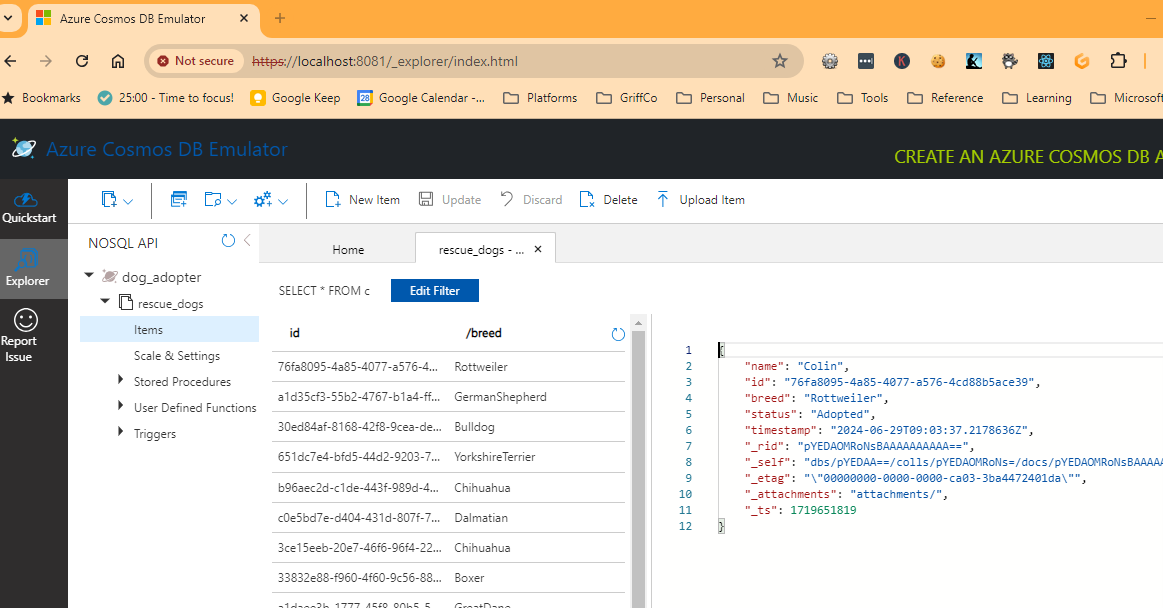 Azure Cosmos DB Emulator
Not secure https://localhost:8081/_explorer/index.html
Bookmarks 25:00 - Time to focus! Google Keep 28 Google Calendar -... Platforms GriffCo Personal Music Tools Reference Learning Microsoft
Azure Cosmos DB Emulator
CREATE AN AZURE COSMOS DB A
Quickstart
Explorer
Report
Issue
New Item Update Discard Delete Upload Item
NOSQL API
dog_adopter
rescue_dogs
Items
Scale & Settings
Stored Procedures
User Defined Functions
Triggers
Home rescue_dogs - ...
SELECT * FROM c Edit Filter
id /breed
76fa8095-4a85-4077-a576-4... Rottweiler
a1d35cf3-55b2-4767-b1a4-ff... GermanShepherd
30ed84af-8168-42f8-9cea-de... Bulldog
651dc7e4-bfd5-44d2-9203-7... YorkshireTerrier
b96aec2d-c1de-443f-989d-4... Chihuahua
c0e5bd7e-d404-431d-807f-7... Dalmatian
3ce15eeb-20e7-46f6-96f4-22... Chihuahua
33832e88-f960-4f60-9c56-88... Boxer
a1daee3b-1777-45f8-80b5-5... GreatDane
1 {
2 "name": "Colin",
3 "id": "76fa8095-4a85-4077-a576-4cd88b5ace39",
4 "breed": "Rottweiler",
5 "status": "Adopted",
6 "timestamp": "2024-06-29T09:03:37.2178636Z",
7 "_rid": "pYEDAOMRoNsBAAAAAAAAAA==",
8 "_self": "dbs/pYEDAA==/colls/pYEDAOMRoNs=/docs/pYEDAOMRoNsBAAAAA
9 "_etag": "\"00000000-0000-0000-ca03-3ba4472401da\"",
10 "_attachments": "attachments/",
11 "_ts": 1719651819
12 }